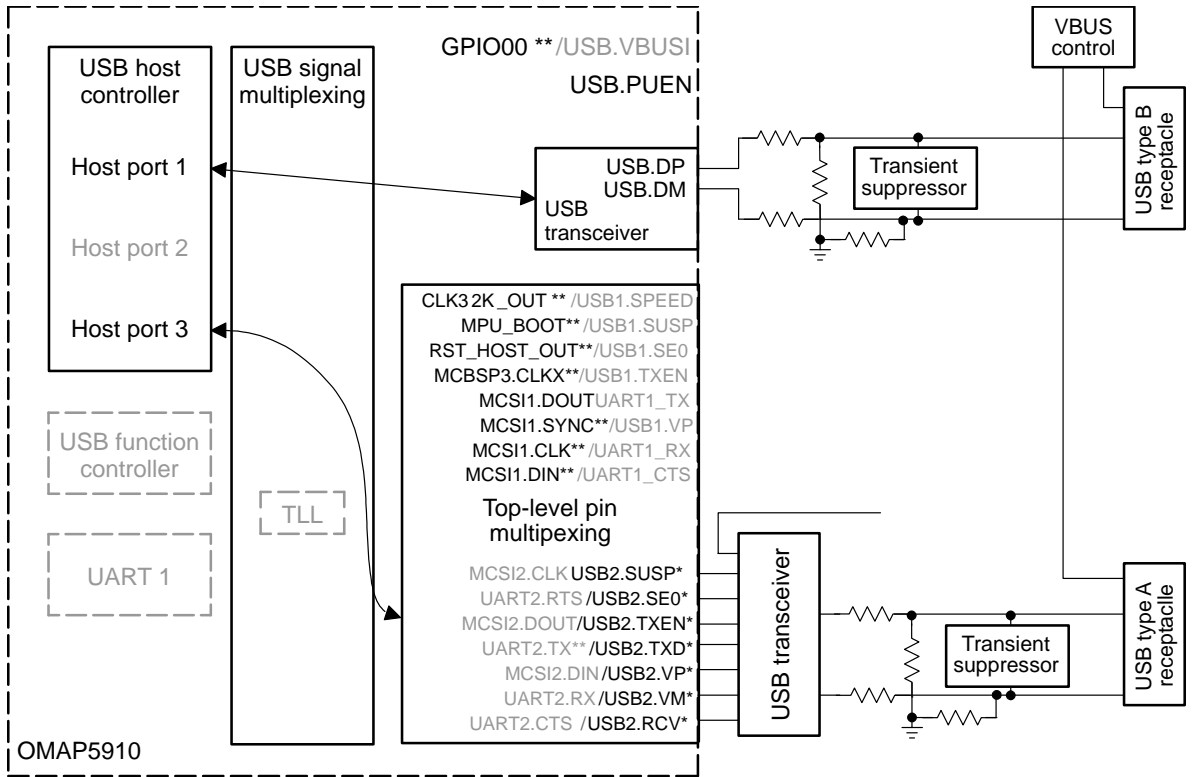 GPIO00 **/USB.VBUSI
USB.PUEN
USB host
controller
Host port 1
Host port 2
Host port 3
USB signal
multiplexing
USB function
controller
UART 1
TLL
USB.DP
USB.DM
USB
transceiver
CLK32K_OUT **/USB1.SPEED
MPU_BOOT**/USB1.SUSP
RST_HOST_OUT**/USB1.SE0
MCBSP3.CLKX**/USB1.TXEN
MCSI1.DOUTUART1_TX
MCSI1.SYNC**/USB1.VP
MCSI1.CLK**/UART1_RX
MCSI1.DIN**/UART1_CTS
Top-level pin
multipexing
MCSI2.CLK USB2.SUSP*
UART2.RTS /USB2.SE0*
MCSI2.DOUT/USB2.TXEN*
UART2.TX**/USB2.TXD*
MCSI2.DIN/USB2.VP*
UART2.RX/USB2.VM*
UART2.CTS /USB2.RCV*
OMAP5910
VBUS
control
Transient
suppressor
USB type B
receptacle
USB transceiver
Transient
suppressor
USB type A
receptaclle